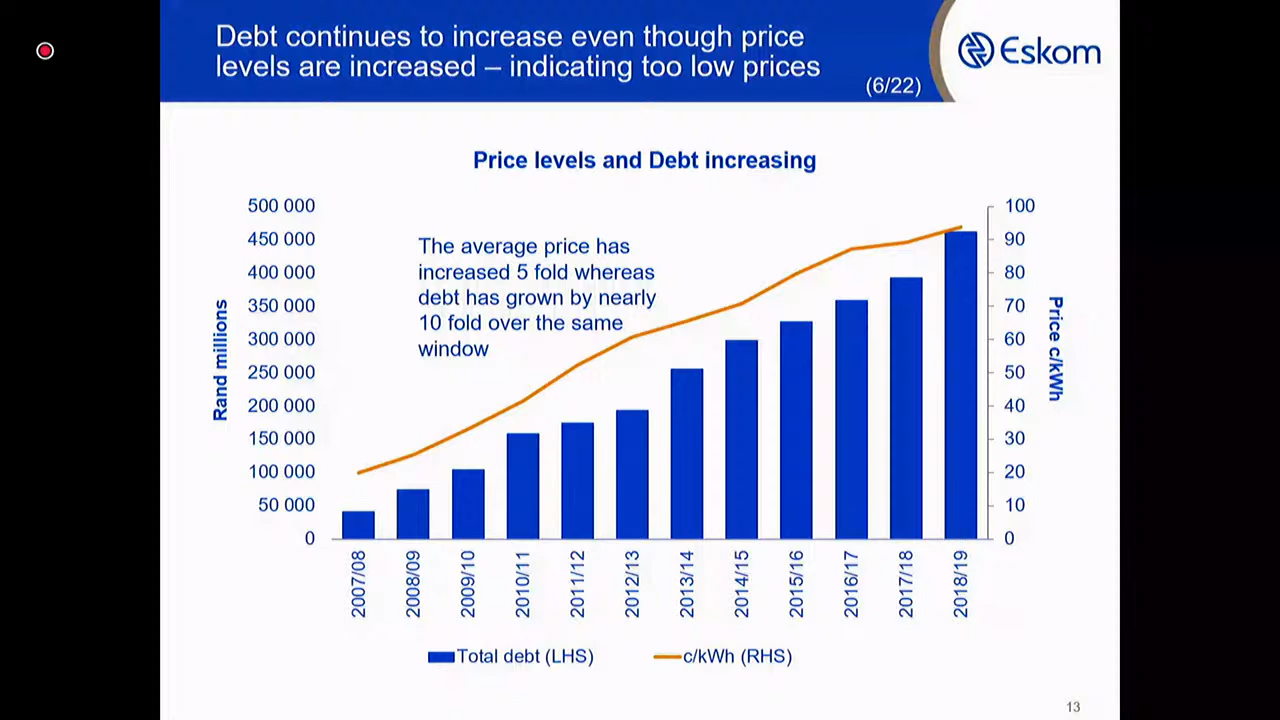 Debt continues to increase even though price
levels are increased – indicating too low prices
(6/22)
Eskom
Price levels and Debt increasing
500 000
450 000
400 000
350 000
300 000
250 000
200 000
150 000
100 000
50 000
0
Rand millions
The average price has
increased 5 fold whereas
debt has grown by nearly
10 fold over the same
window
100
90
80
70
60
50
40
30
20
10
0
Price c/kWh
2007/08
2008/09
2009/10
2010/11
2011/12
2012/13
2013/14
2014/15
2015/16
2016/17
2017/18
2018/19
Total debt (LHS)
c/kWh (RHS)
13